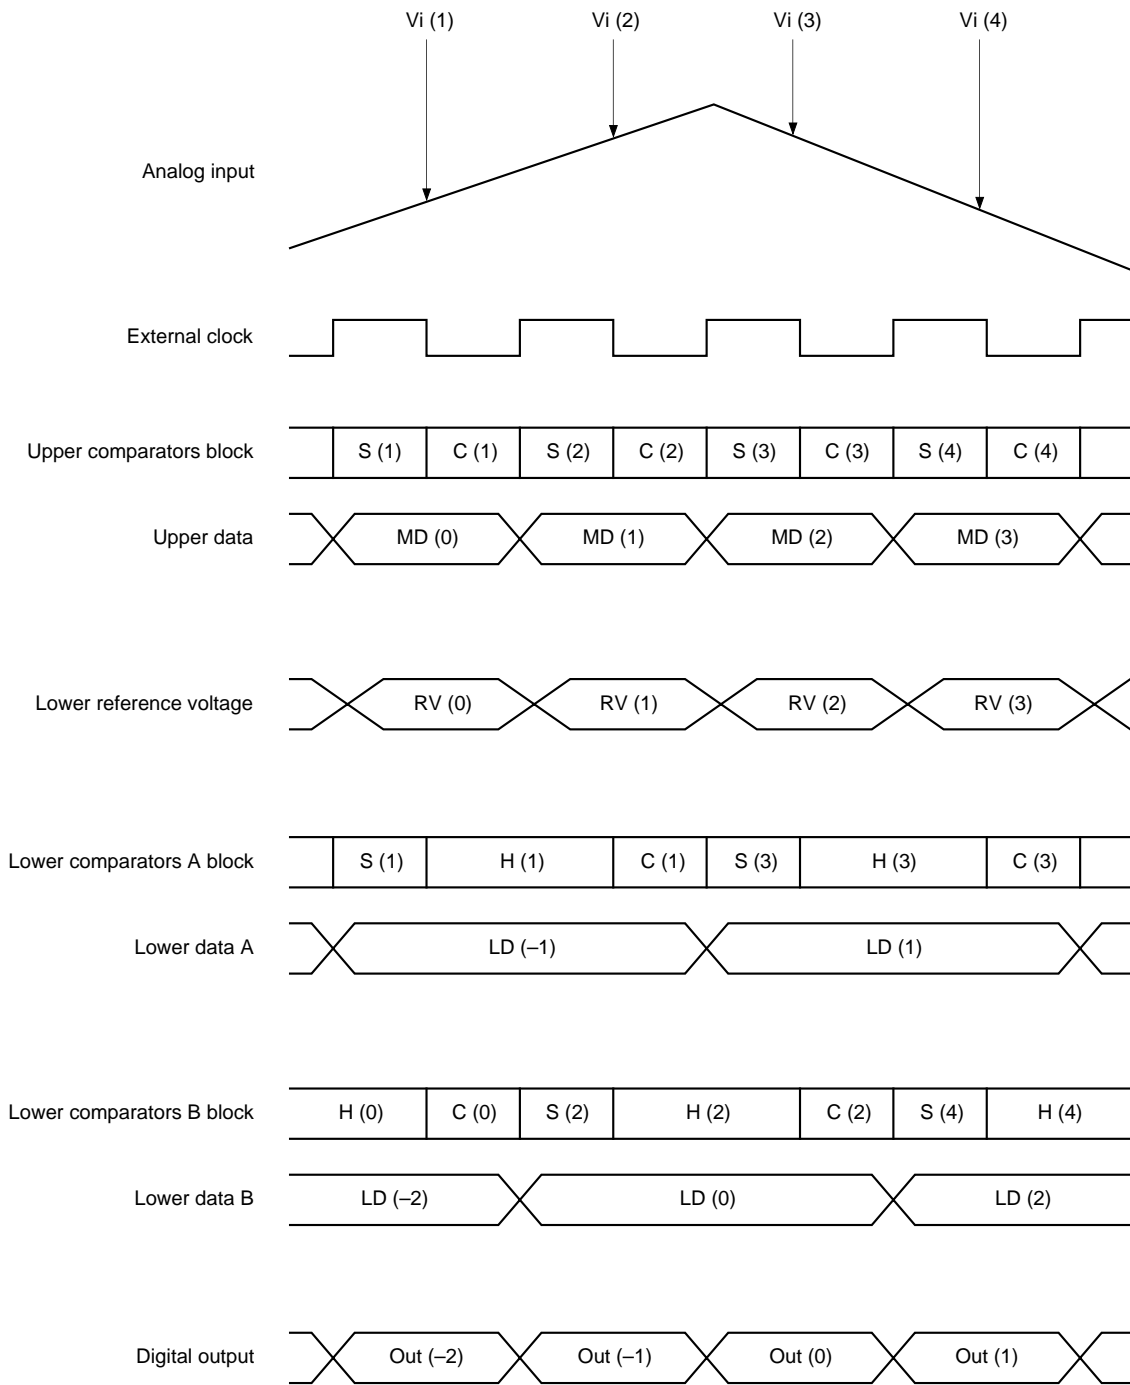 Vi (1) Vi (2) Vi (3) Vi (4)
Analog input
External clock
Upper comparators block S (1) C (1) S (2) C (2) S (3) C (3) S (4) C (4)
Upper data MD (0) MD (1) MD (2) MD (3)
Lower reference voltage RV (0) RV (1) RV (2) RV (3)
Lower comparators A block S (1) H (1) C (1) S (3) H (3) C (3)
Lower data A LD (–1) LD (1)
Lower comparators B block H (0) C (0) S (2) H (2) C (2) S (4) H (4)
Lower data B LD (–2) LD (0) LD (2)
Digital output Out (–2) Out (–1) Out (0) Out (1)